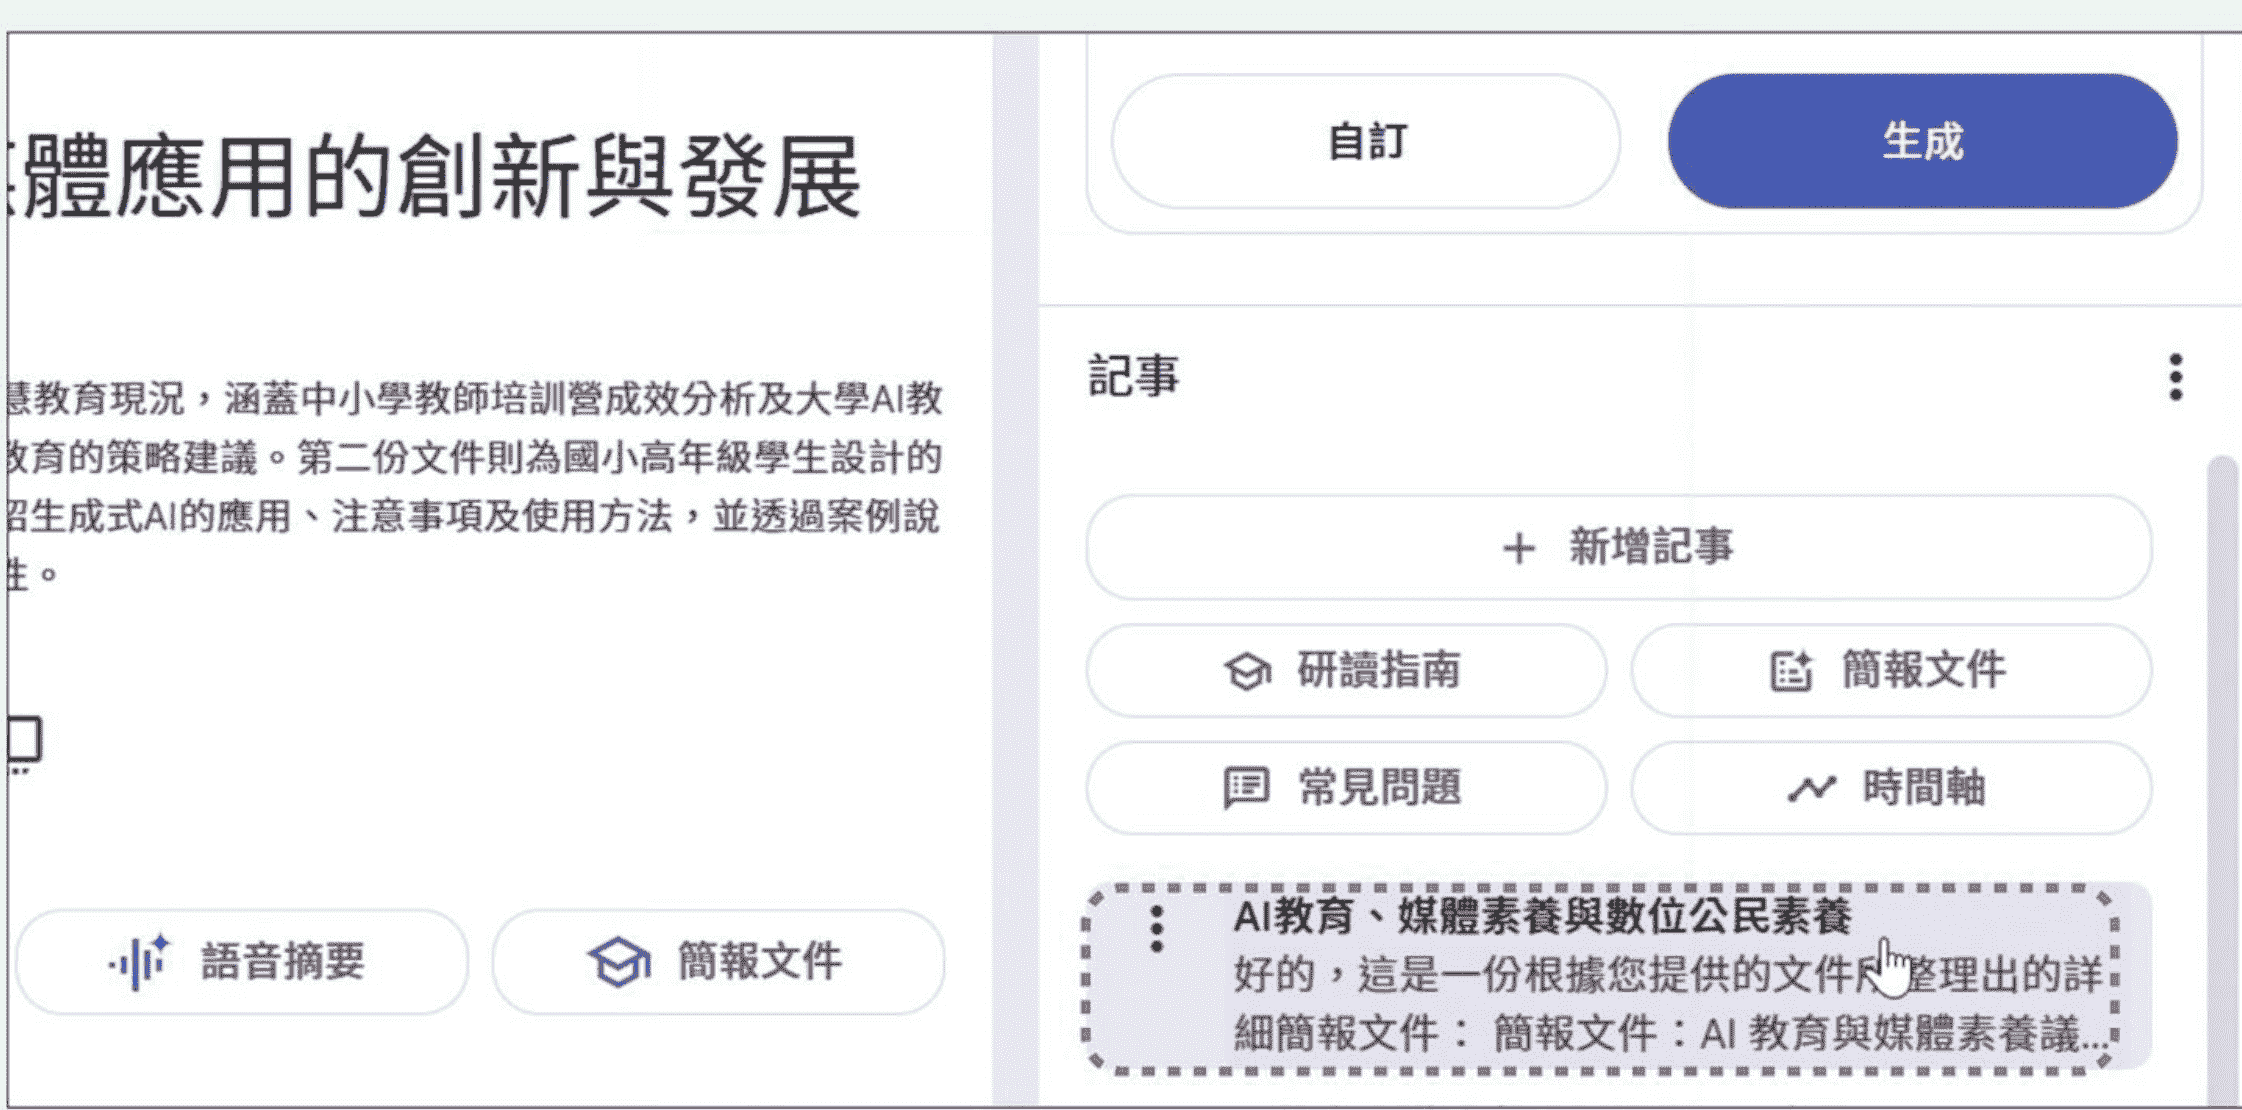 體應用的創新與發展
慧教育現況，涵蓋中小學教師培訓營成效分析及大學AI教
教育的策略建議。第二份文件則為國小高年級學生設計的
紹生成式AI的應用、注意事項及使用方法，並透過案例說
性。
語音摘要
簡報文件
自訂
生成
記事
+ 新增記事
研讀指南
簡報文件
常見問題
時間軸
AI教育、媒體素養與數位公民素養
好的，這是一份根據您提供的文件所整理出的詳
細簡報文件： 簡報文件：AI 教育與媒體素養議...